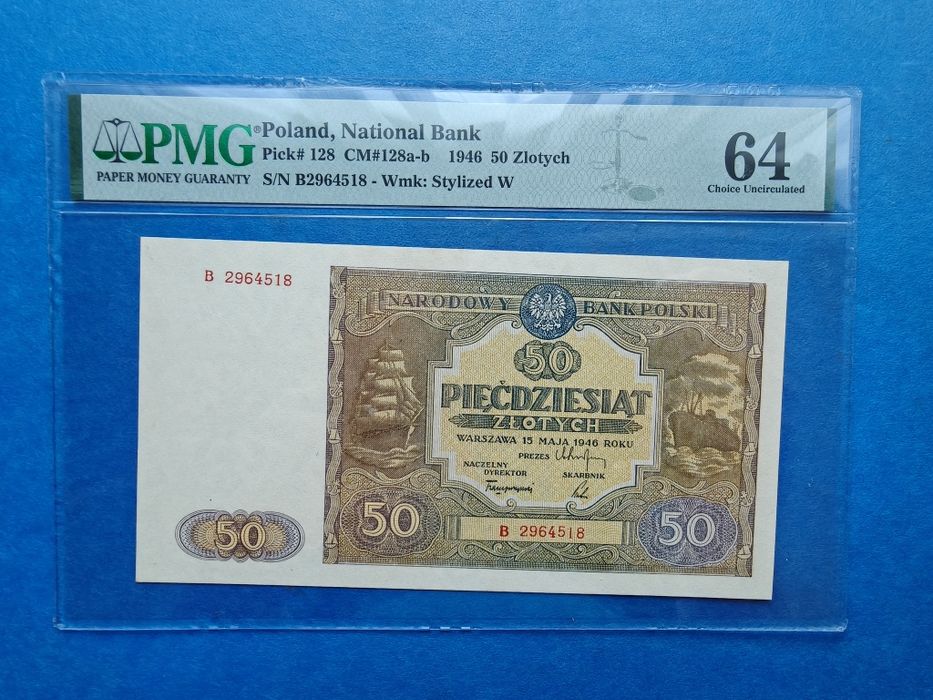 PMG®
PAPER MONEY GUARANTY
Poland, National Bank
Pick# 128 CM#128a-b 1946 50 Zlotych
S/N B2964518 - Wmk: Stylized W
64
Choice Uncirculated
B 2964518
NARODOWY BANK POLSKI
50
PIĘĆDZIESIĄT
ZŁOTYCH
WARSZAWA 15 MAJA 1946 ROKU
PREZES
NACZELNY DYREKTOR
SKARBNIK
50
50
B 2964518
50